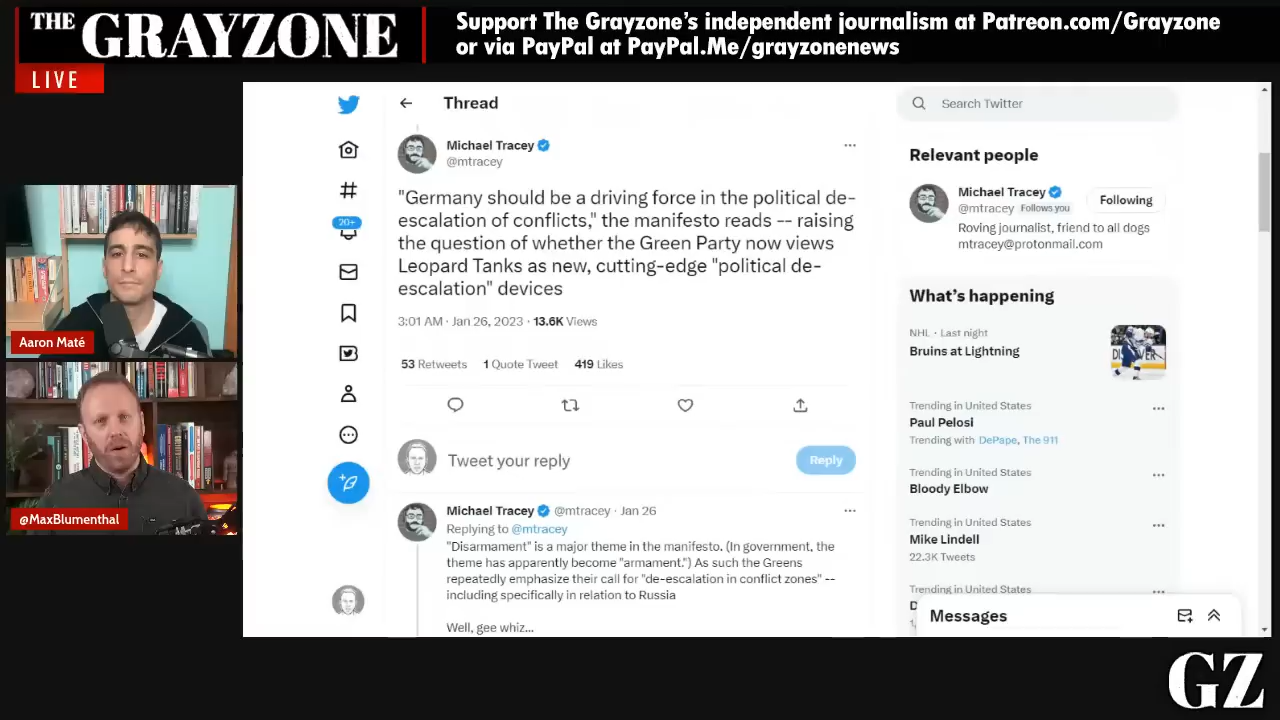 THE GRAYZONE
LIVE
Support The Grayzone's independent journalism at Patreon.com/Grayzone
or via PayPal at PayPal.Me/grayzonenews
Aaron Maté
@MaxBlumenthal
20+
Thread
Michael Tracey
@mtracey
"Germany should be a driving force in the political de-
escalation of conflicts," the manifesto reads -- raising
the question of whether the Green Party now views
Leopard Tanks as new, cutting-edge "political de-
escalation" devices
3:01 AM · Jan 26, 2023 · 13.6K Views
53 Retweets 1 Quote Tweet 419 Likes
Tweet your reply
Reply
Michael Tracey @mtracey · Jan 26
Replying to @mtracey
"Disarmament" is a major theme in the manifesto. (In government, the
theme has apparently become "armament.") As such the Greens
repeatedly emphasize their call for "de-escalation in conflict zones" --
including specifically in relation to Russia
Well, gee whiz...
Search Twitter
Relevant people
Michael Tracey
@mtracey Follows you
Following
Roving journalist, friend to all dogs
mtracey@protonmail.com
What's happening
NHL · Last night
Bruins at Lightning
Trending in United States
Paul Pelosi
Trending with DePape, The 911
Trending in United States
Bloody Elbow
Trending in United States
Mike Lindell
22.3K Tweets
Trending in United States
Messages
GZ